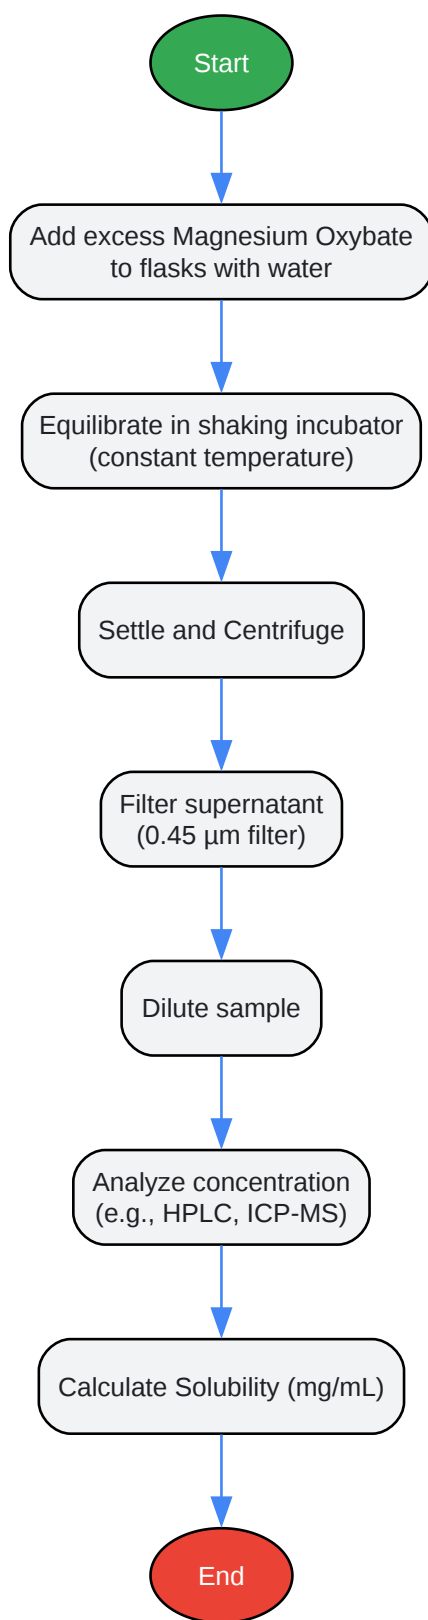 Start
Add excess Magnesium Oxybate
to flasks with water
Equilibrate in shaking incubator
(constant temperature)
Settle and Centrifuge
Filter supernatant
(0.45 µm filter)
Dilute sample
Analyze concentration
(e.g., HPLC, ICP-MS)
Calculate Solubility (mg/mL)
End